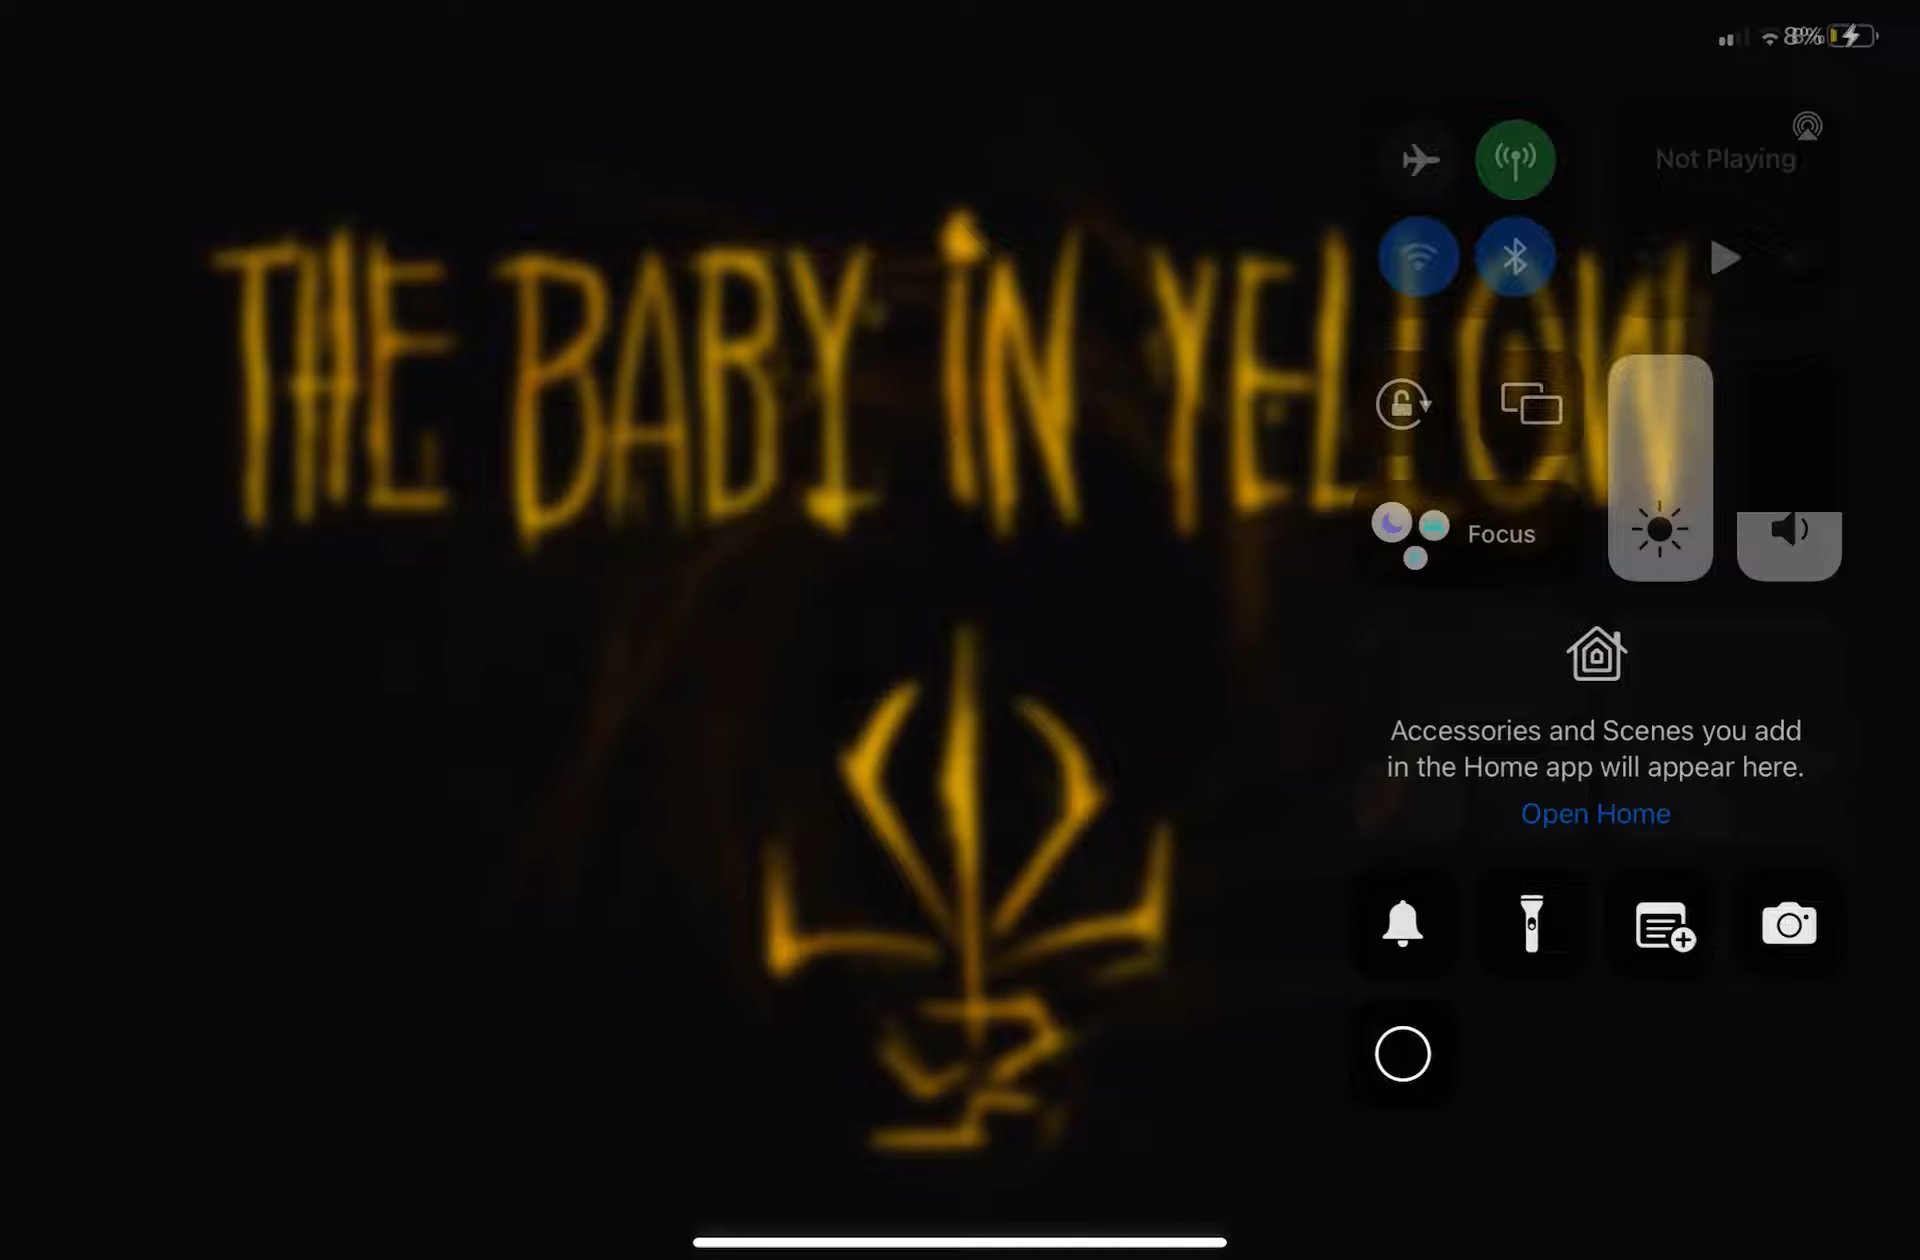 8%
Not Playing
THE BABY IN YELLOW
Focus
Accessories and Scenes you add
in the Home app will appear here.
Open Home